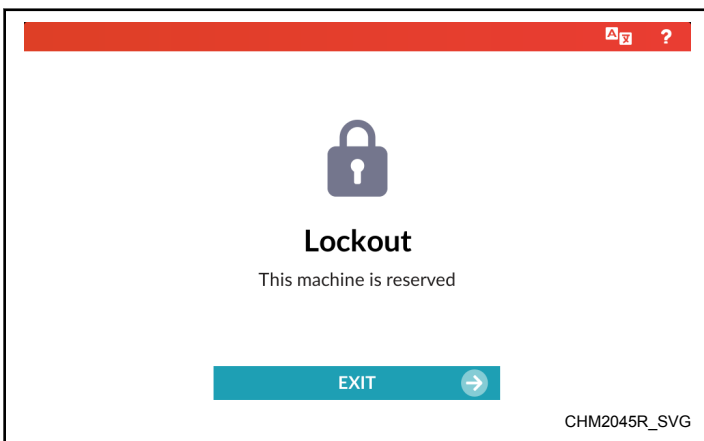 A
?
Lockout
This machine is reserved
EXIT
CHM2045R_SVG